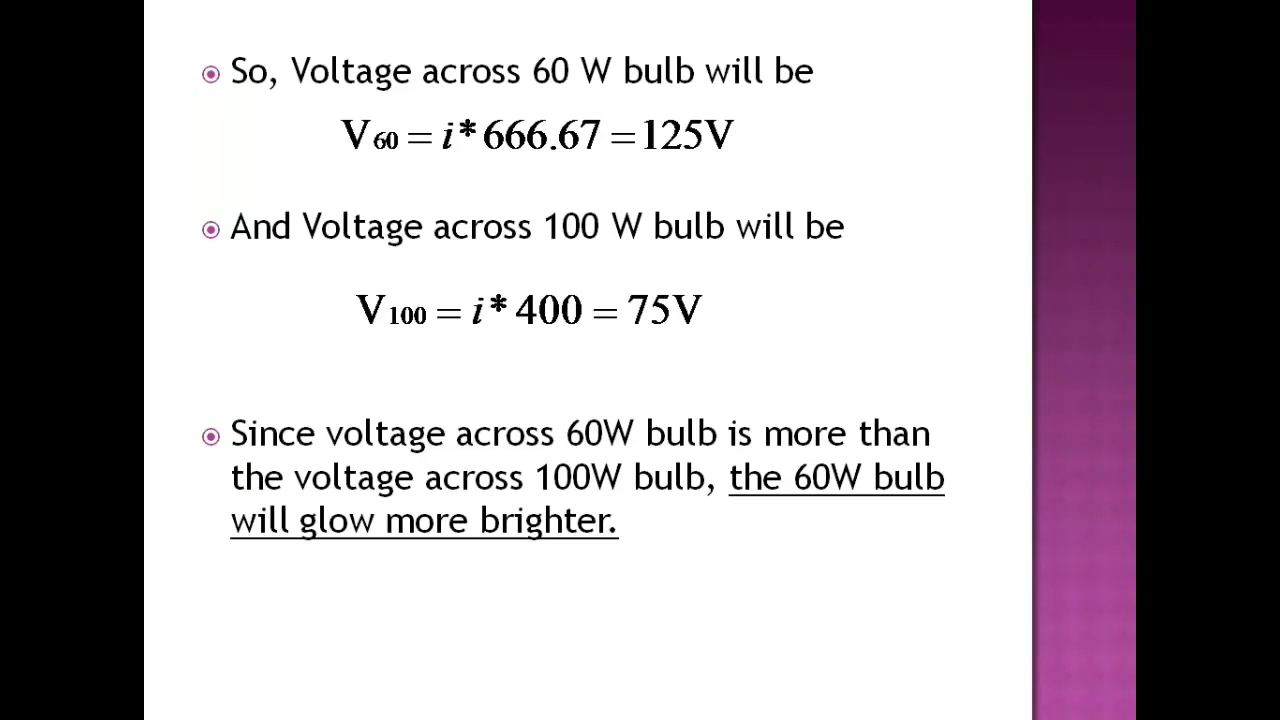 So, Voltage across 60 W bulb will be
V60 = i*666.67 = 125V
And Voltage across 100 W bulb will be
V100 = i*400 = 75V
Since voltage across 60W bulb is more than
the voltage across 100W bulb, the 60W bulb
will glow more brighter.